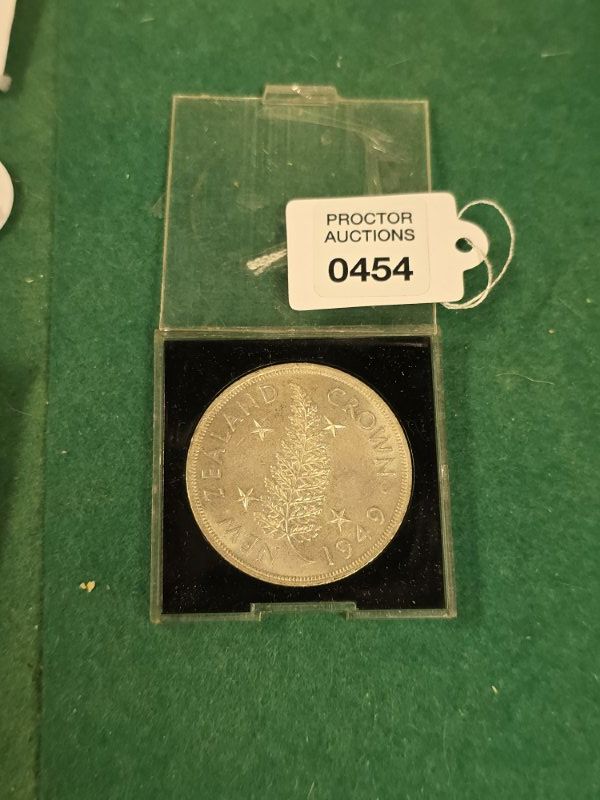 PROCTOR
AUCTIONS
0454
NEW ZEALAND CROWN
1949